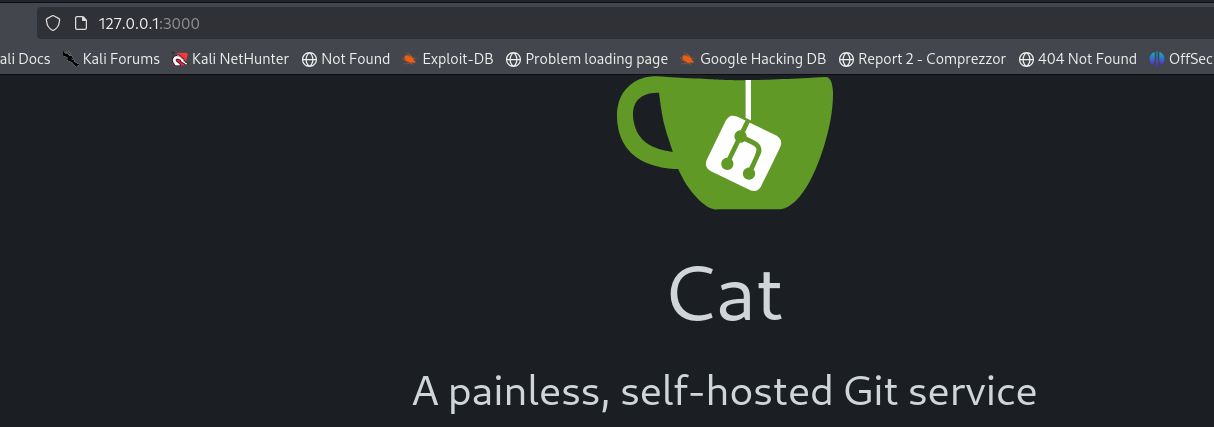 127.0.0.1:3000
ali Docs Kali Forums Kali NetHunter Not Found Exploit-DB Problem loading page Google Hacking DB Report 2 - Comprezzor 404 Not Found OffSec
Cat
A painless, self-hosted Git service